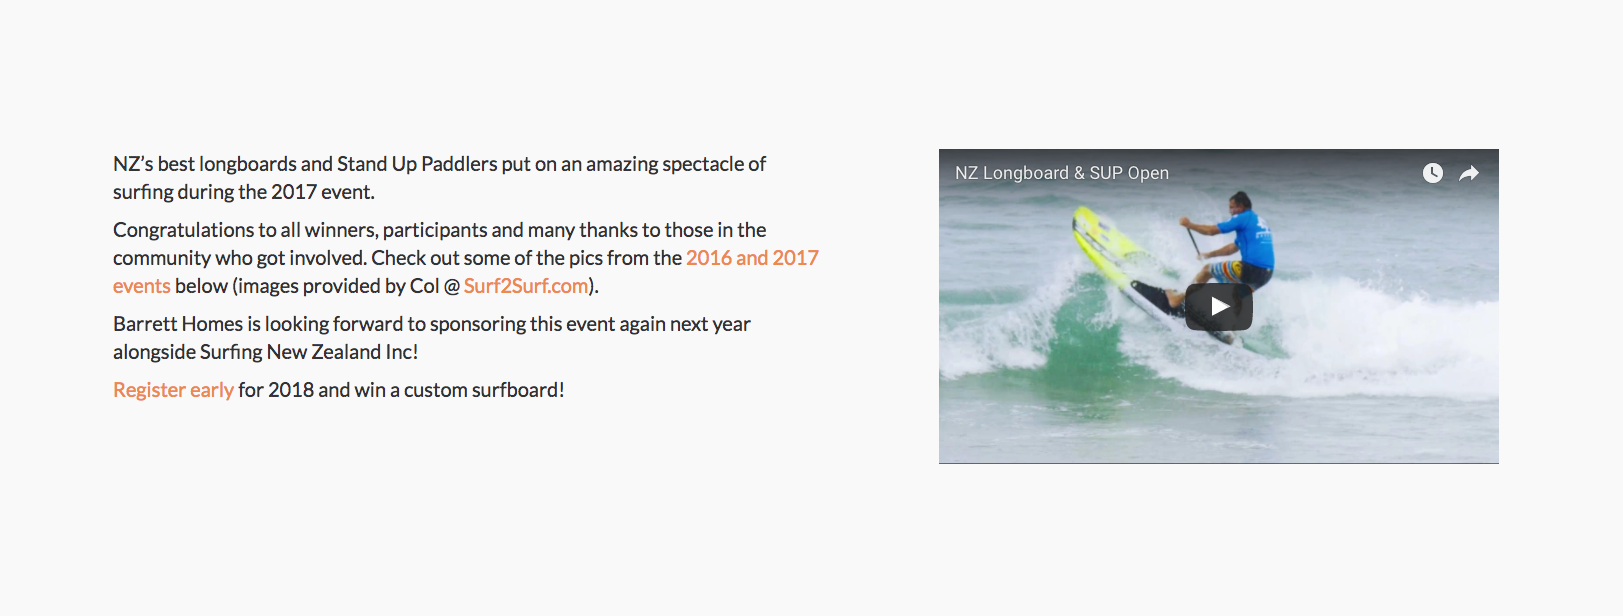 NZ’s best longboards and Stand Up Paddlers put on an amazing spectacle of
surfing during the 2017 event.
Congratulations to all winners, participants and many thanks to those in the
community who got involved. Check out some of the pics from the 2016 and 2017
events below (images provided by Col @ Surf2Surf.com).
Barrett Homes is looking forward to sponsoring this event again next year
alongside Surfing New Zealand Inc!
Register early for 2018 and win a custom surfboard!
NZ Longboard & SUP Open